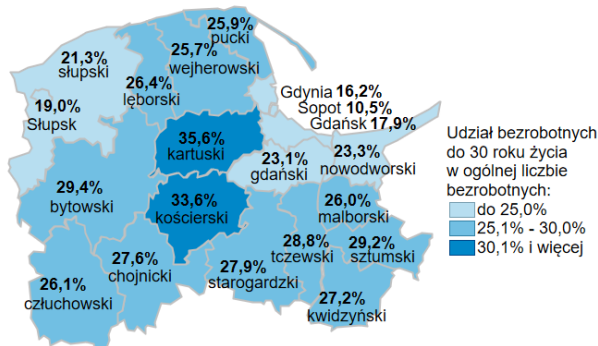 25,9%
pucki
25,7%
wejherowski
21,3%
słupski
26,4%
lęborski
19,0%
Słupsk
Gdynia 16,2%
Sopot 10,5%
Gdańsk 17,9%
35,6%
kartuski
23,1%
gdański
23,3%
nowodworski
29,4%
bytowski
33,6%
kościerski
26,0%
malborski
28,8%
tczewski
29,2%
sztumski
27,6%
chojnicki
27,9%
starogardzki
26,1%
człuchowski
27,2%
kwidzyński
Udział bezrobotnych
do 30 roku życia
w ogólnej liczbie
bezrobotnych:
do 25,0%
25,1% - 30,0%
30,1% i więcej